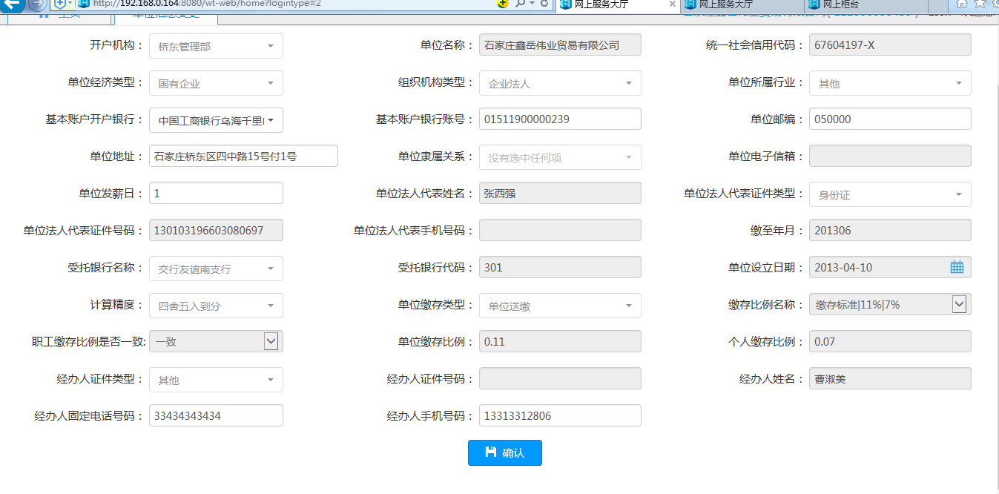 http://192.168.0.164:8080/wt-web/home?logintype=2 网上服务大厅 网上服务大厅 网上柜台
主页 单位信息变更
开户机构： 桥东管理部 单位名称： 石家庄鑫岳伟业贸易有限公司 统一社会信用代码： 67604197-X
单位经济类型： 国有企业 组织机构类型： 企业法人 单位所属行业： 其他
基本账户开户银行： 中国工商银行乌海千里 基本账户银行账号： 01511900000239 单位邮编： 050000
单位地址： 石家庄桥东区四中路15号付1号 单位隶属关系： 没有选中任何项 单位电子信箱：
单位发薪日： 1 单位法人代表姓名： 张西强 单位法人代表证件类型： 身份证
单位法人代表证件号码： 130103196603080697 单位法人代表手机号码： 缴至年月： 201306
受托银行名称： 交行友谊南支行 受托银行代码： 301 单位设立日期： 2013-04-10
计算精度： 四舍五入到分 单位缴存类型： 单位送缴 缴存比例名称： 缴存标准|11%|7%
职工缴存比例是否一致: 一致 单位缴存比例： 0.11 个人缴存比例： 0.07
经办人证件类型： 其他 经办人证件号码： 经办人姓名： 曹淑美
经办人固定电话号码： 33434343434 经办人手机号码： 13313312806
确认